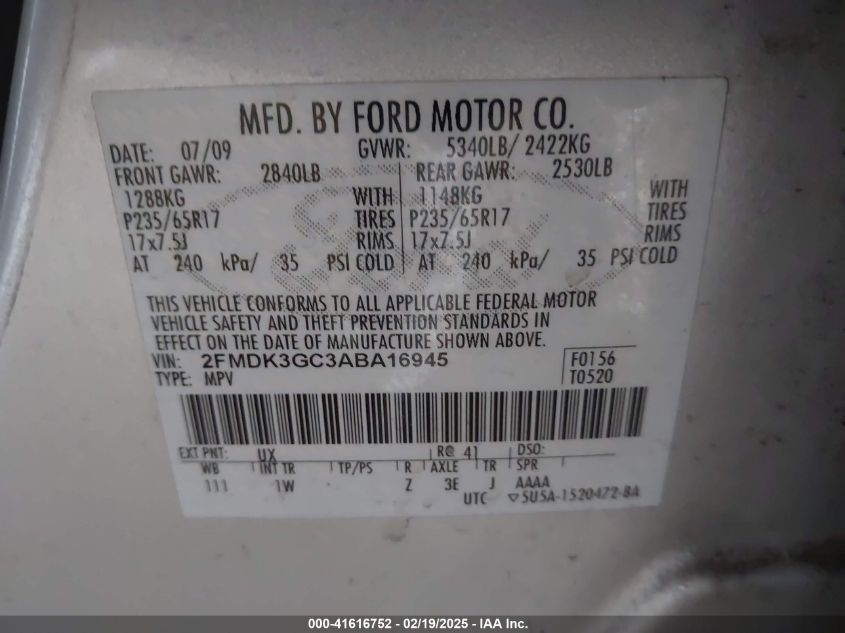 MFD. BY FORD MOTOR CO.
DATE: 07/09 GVWR: 5340LB/ 2422KG
FRONT GAWR: 2840LB REAR GAWR: 2530LB
1288KG WITH 1148KG WITH
P235/65R17 TIRES P235/65R17 TIRES
17x7.5J RIMS 17x7.5J RIMS
AT 240 kPa/ 35 PSI COLD AT 240 kPa/ 35 PSI COLD
THIS VEHICLE CONFORMS TO ALL APPLICABLE FEDERAL MOTOR
VEHICLE SAFETY AND THEFT PREVENTION STANDARDS IN
EFFECT ON THE DATE OF MANUFACTURE SHOWN ABOVE.
VIN: 2FMDK3GC3ABA16945 F0156
TYPE: MPV T0520
EXT PNT: UX RC 41 DSO:
WB INT TR TP/PS R AXLE TR SPR
111 1W Z 3E J AAAA
UTC ▽5U5A-1520472-BA
000-41616752 - 02/19/2025 - IAA Inc.